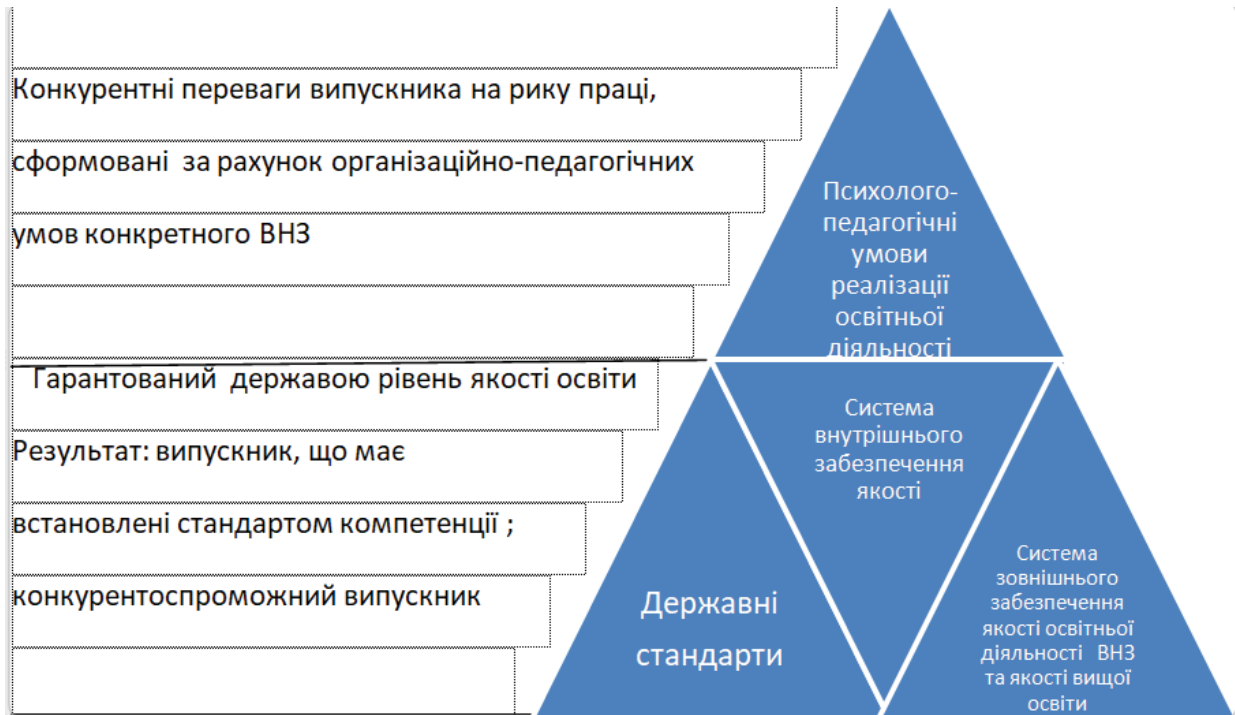 Конкурентні переваги випускника на рику праці,
сформовані за рахунок організаційно-педагогічних
умов конкретного ВНЗ
Гарантований державою рівень якості освіти
Результат: випускник, що має
встановлені стандартом компетенції ;
конкурентоспроможний випускник
Психолого-
педагогічні
умови
реалізації
освітньої
діяльності
Система
внутрішнього
забезпечення
якості
Державні
стандарти
Система
зовнішнього
забезпечення
якості освітньої
діяльності ВНЗ
та якості вищої
освіти